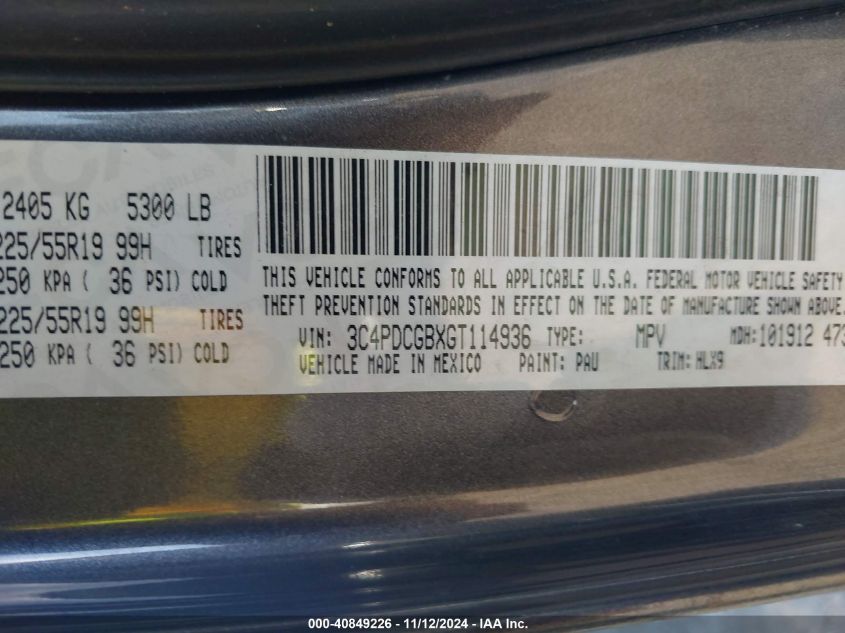 2405 KG 5300 LB
225/55R19 99H TIRES
250 KPA ( 36 PSI) COLD
225/55R19 99H TIRES
250 KPA ( 36 PSI) COLD
THIS VEHICLE CONFORMS TO ALL APPLICABLE U.S.A. FEDERAL MOTOR VEHICLE SAFETY
THEFT PREVENTION STANDARDS IN EFFECT ON THE DATE OF MANUFACTURE SHOWN ABOVE.
VIN: 3C4PDCGBXGT114936 TYPE: MPV MDH:101912 473
VEHICLE MADE IN MEXICO PAINT: PAU TRIM: HLX9
000-40849226 - 11/12/2024 - IAA Inc.